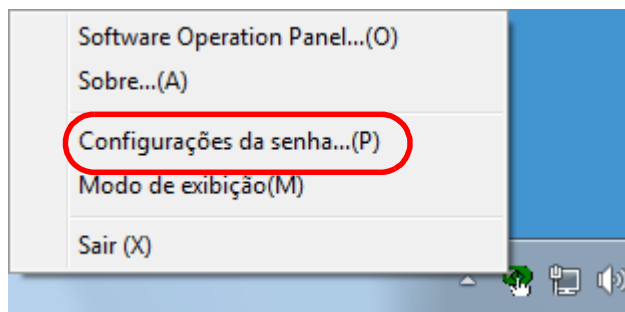 Software Operation Panel...(O)
Sobre...(A)
Configurações da senha...(P)
Modo de exibição(M)
Sair (X)